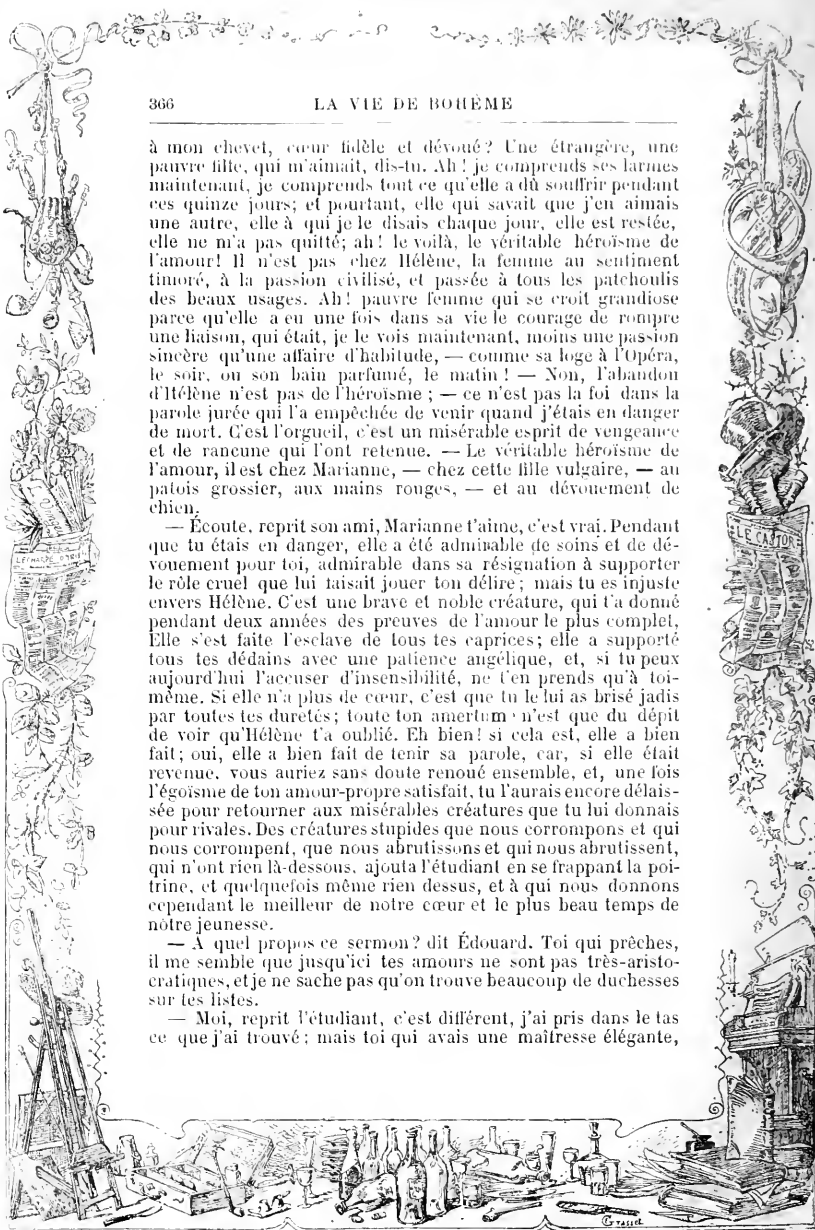 366 LA VIE DE BOHÈME
à mon chevet, cœur fidèle et dévoué? Une étrangère, une
pauvre fille, qui m'aimait, dis-tu. Ah! je comprends ses larmes
maintenant, je comprends tout ce qu'elle a dû souffrir pendant
ces quinze jours; et pourtant, elle qui savait que j'en aimais
une autre, elle à qui je le disais chaque jour, elle est restée,
elle ne m'a pas quitté; ah! le voilà, le véritable héroïsme de
l'amour! Il n'est pas chez Hélène, la femme au sentiment
timoré, à la passion civilisé, et passée à tous les patchoulis
des beaux usages. Ah! pauvre femme qui se croit grandiose
parce qu'elle a eu une fois dans sa vie le courage de rompre
une liaison, qui était, je le vois maintenant, moins une passion
sincère qu'une affaire d'habitude, — comme sa loge à l'Opéra,
le soir, ou son bain parfumé, le matin! — Non, l'abandon
d'Hélène n'est pas de l'héroïsme; — ce n'est pas la foi dans la
parole jurée qui l'a empêchée de venir quand j'étais en danger
de mort. C'est l'orgueil, c'est un misérable esprit de vengeance
et de rancune qui l'ont retenue. — Le véritable héroïsme de
l'amour, il est chez Marianne, — chez cette fille vulgaire, — au
patois grossier, aux mains rouges, — et au dévouement de
chien.
— Écoute, reprit son ami, Marianne t'aime, c'est vrai. Pendant
que tu étais en danger, elle a été admirable de soins et de dé-
vouement pour toi, admirable dans sa résignation à supporter
le rôle cruel que lui faisait jouer ton délire; mais tu es injuste
envers Hélène. C'est une brave et noble créature, qui t'a donné
pendant deux années des preuves de l'amour le plus complet,
Elle s'est faite l'esclave de tous tes caprices; elle a supporté
tous tes dédains avec une patience angélique, et, si tu peux
aujourd'hui l'accuser d'insensibilité, ne t'en prends qu'à toi-
même. Si elle n'a plus de cœur, c'est que tu le lui as brisé jadis
par toutes tes duretés; toute ton amertume n'est que du dépit
de voir qu'Hélène t'a oublié. Eh bien! si cela est, elle a bien
fait; oui, elle a bien fait de tenir sa parole, car, si elle était
revenue, vous auriez sans doute renoué ensemble, et, une fois
l'égoïsme de ton amour-propre satisfait, tu l'aurais encore délais-
sée pour retourner aux misérables créatures que tu lui donnais
pour rivales. Des créatures stupides que nous corrompons et qui
nous corrompent, que nous abrutissons et qui nous abrutissent,
qui n'ont rien là-dessous, ajouta l'étudiant en se frappant la poi-
trine, et quelquefois même rien dessus, et à qui nous donnons
cependant le meilleur de notre cœur et le plus beau temps de
notre jeunesse.
— A quel propos ce sermon? dit Édouard. Toi qui prêches,
il me semble que jusqu'ici tes amours ne sont pas très-aristo-
cratiques, et je ne sache pas qu'on trouve beaucoup de duchesses
sur tes listes.
— Moi, reprit l'étudiant, c'est différent, j'ai pris dans le tas
ce que j'ai trouvé; mais toi qui avais une maîtresse élégante,
LE CASTOR
L'ECHARPE D'IRIS
Grasset